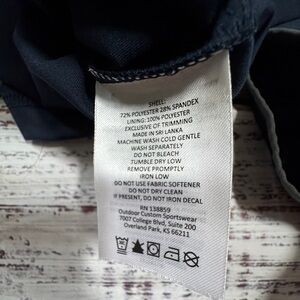 SHELL:
72% POLYESTER 28% SPANDEX
LINING: 100% POLYESTER
EXCLUSIVE OF TRIMMING
MADE IN SRI LANKA
MACHINE WASH COLD GENTLE
WASH SEPARATELY
DO NOT BLEACH
TUMBLE DRY LOW
REMOVE PROMPTLY
IRON LOW
DO NOT USE FABRIC SOFTENER
DO NOT DRY CLEAN
IF PRESENT, DO NOT IRON DECAL
RN 138859
Outdoor Custom Sportswear
7007 College Blvd, Suite 200
Overland Park, KS 66211